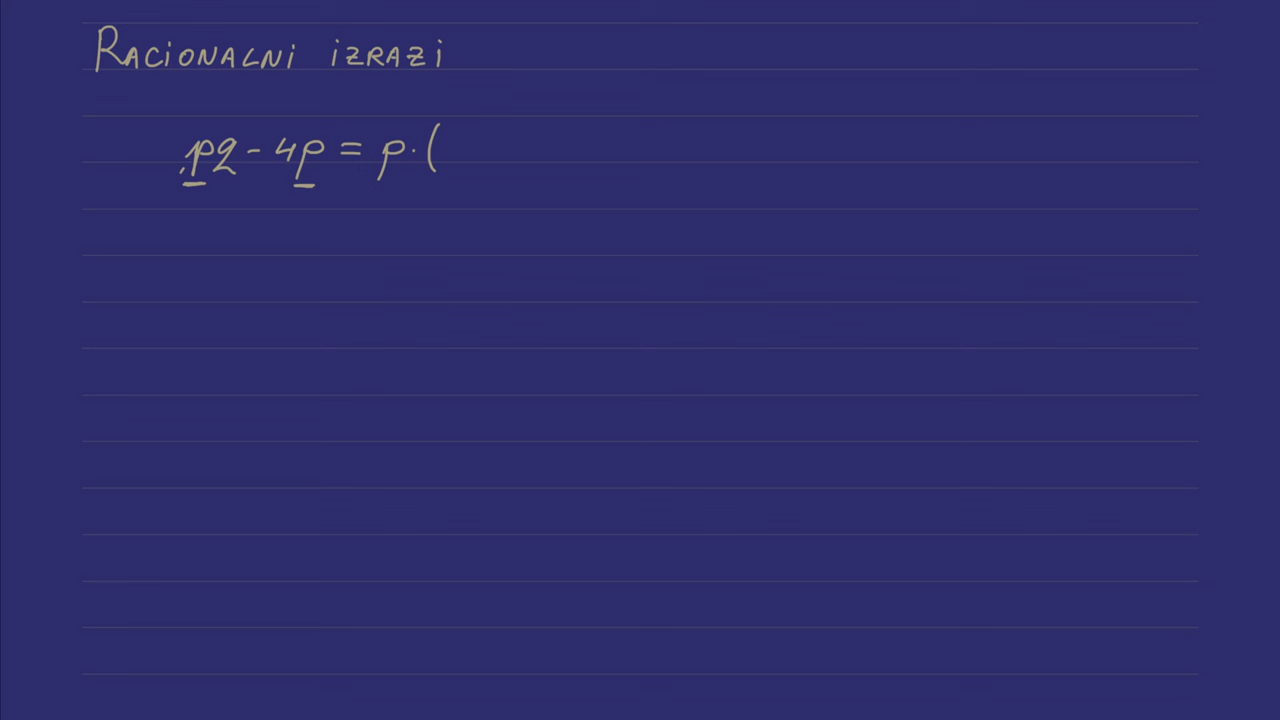 RACIONALNI IZRAZI
pq - 4p = p · (